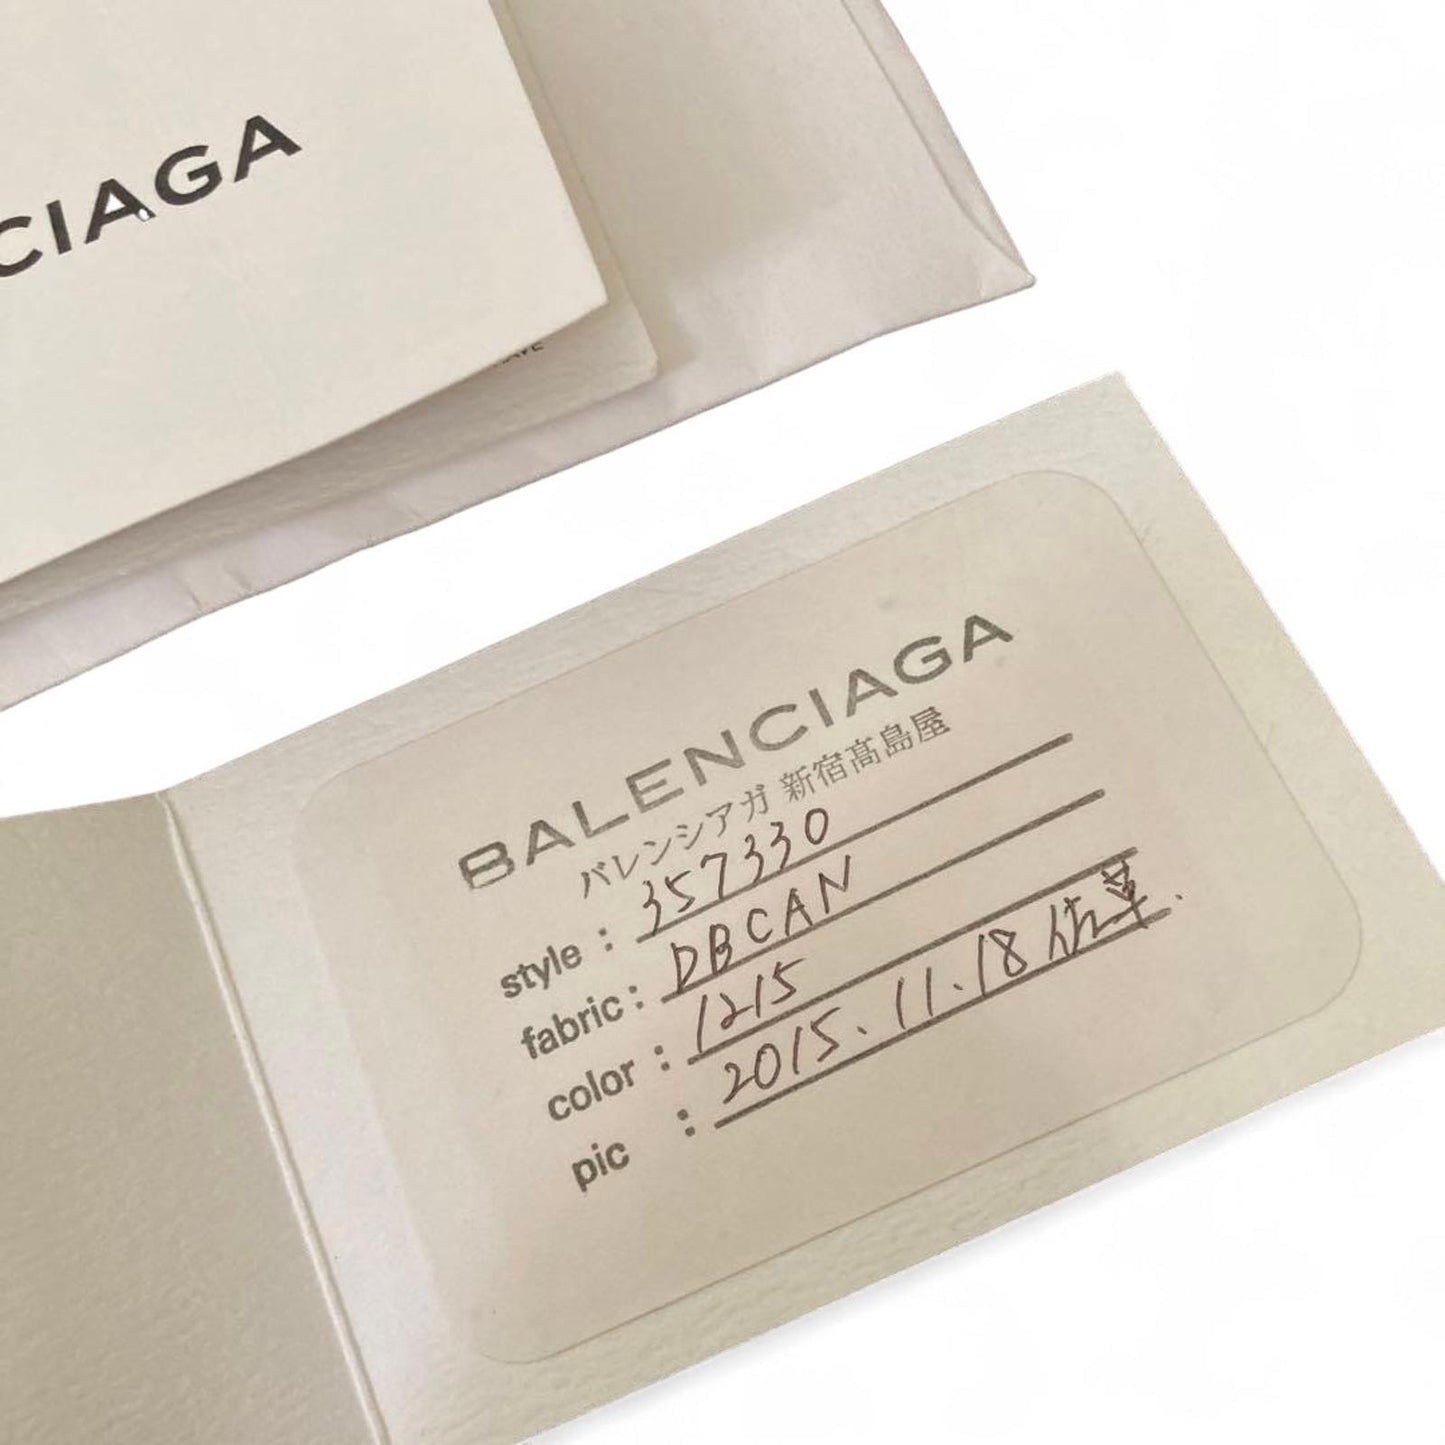 CIAGA
BALENCIAGA
バレンシアガ 新宿髙島屋
style : 357330
fabric : DBCAN
color : 1215
pic : 2015.11.18